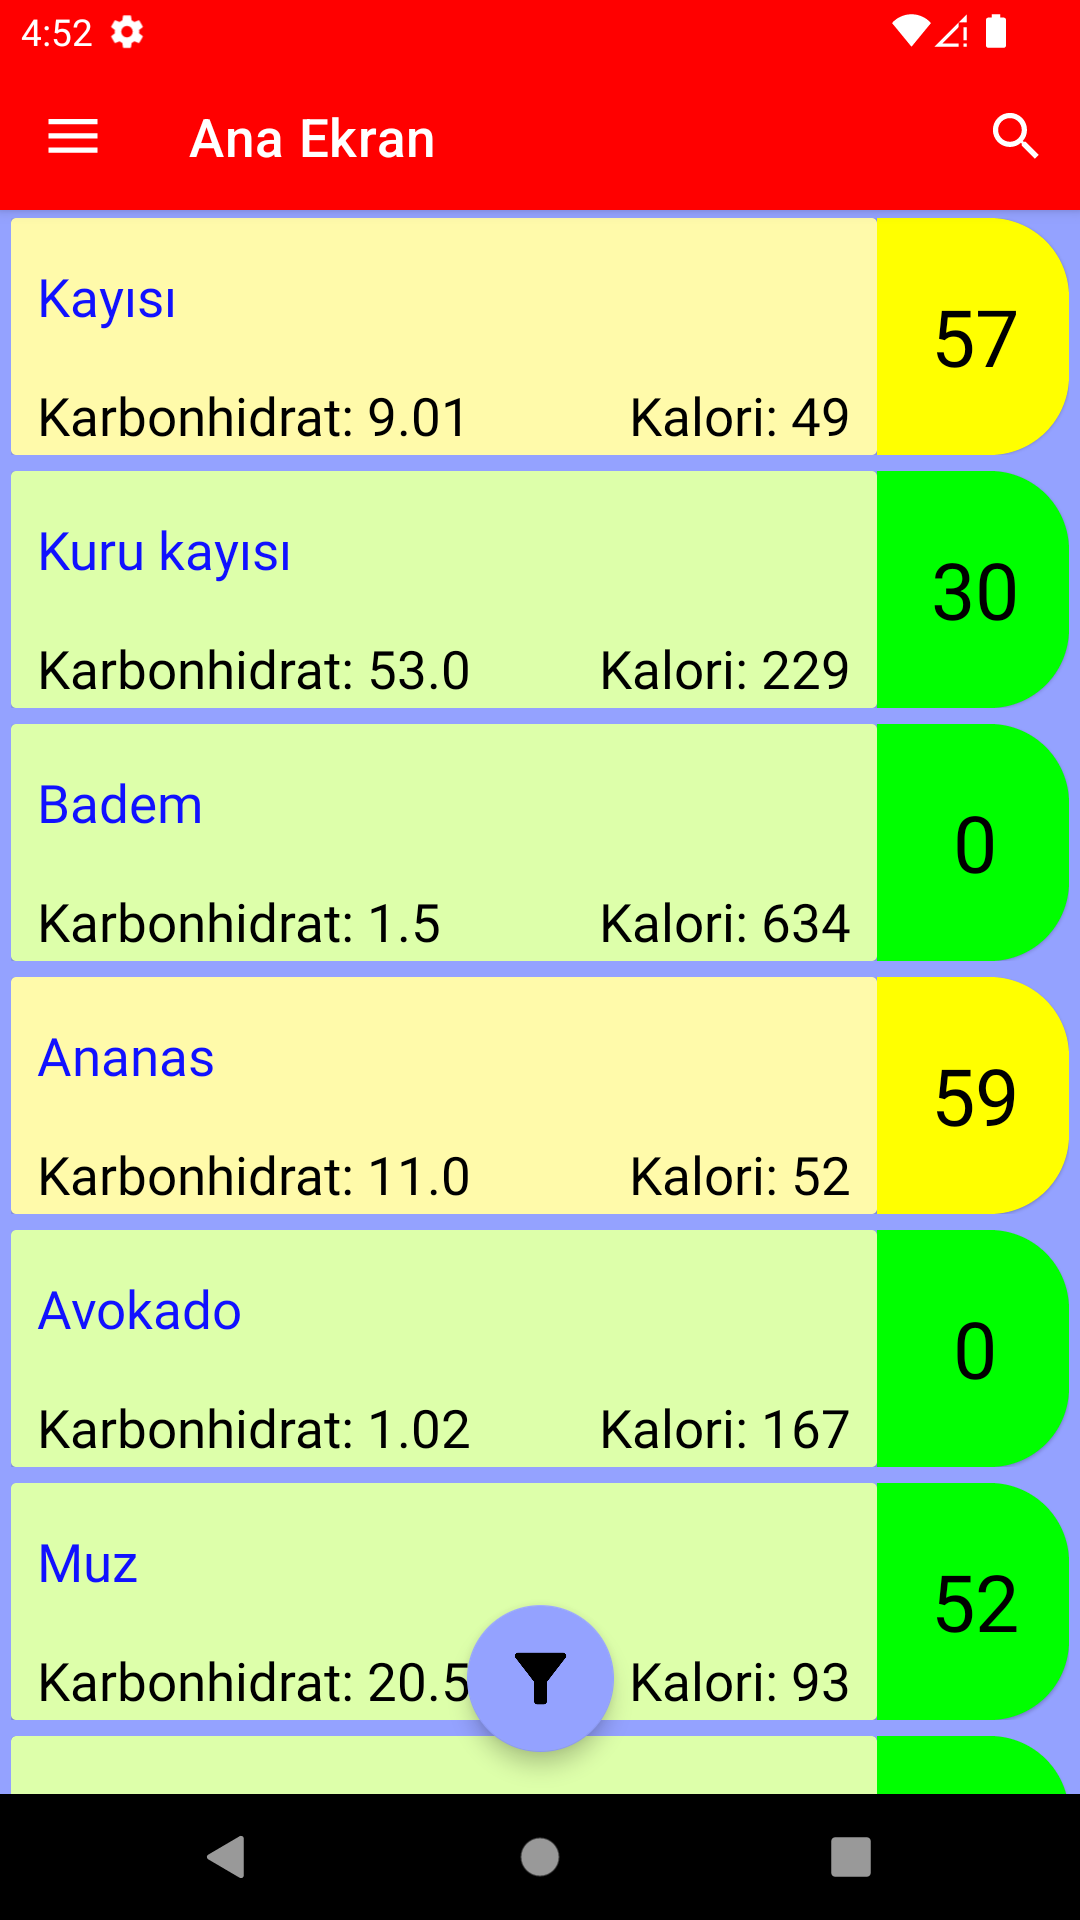 4:52
Ana Ekran
Kayısı
57
Karbonhidrat: 9.01 Kalori: 49
Kuru kayısı
30
Karbonhidrat: 53.0 Kalori: 229
Badem
0
Karbonhidrat: 1.5 Kalori: 634
Ananas
59
Karbonhidrat: 11.0 Kalori: 52
Avokado
0
Karbonhidrat: 1.02 Kalori: 167
Muz
52
Karbonhidrat: 20.5 Kalori: 93